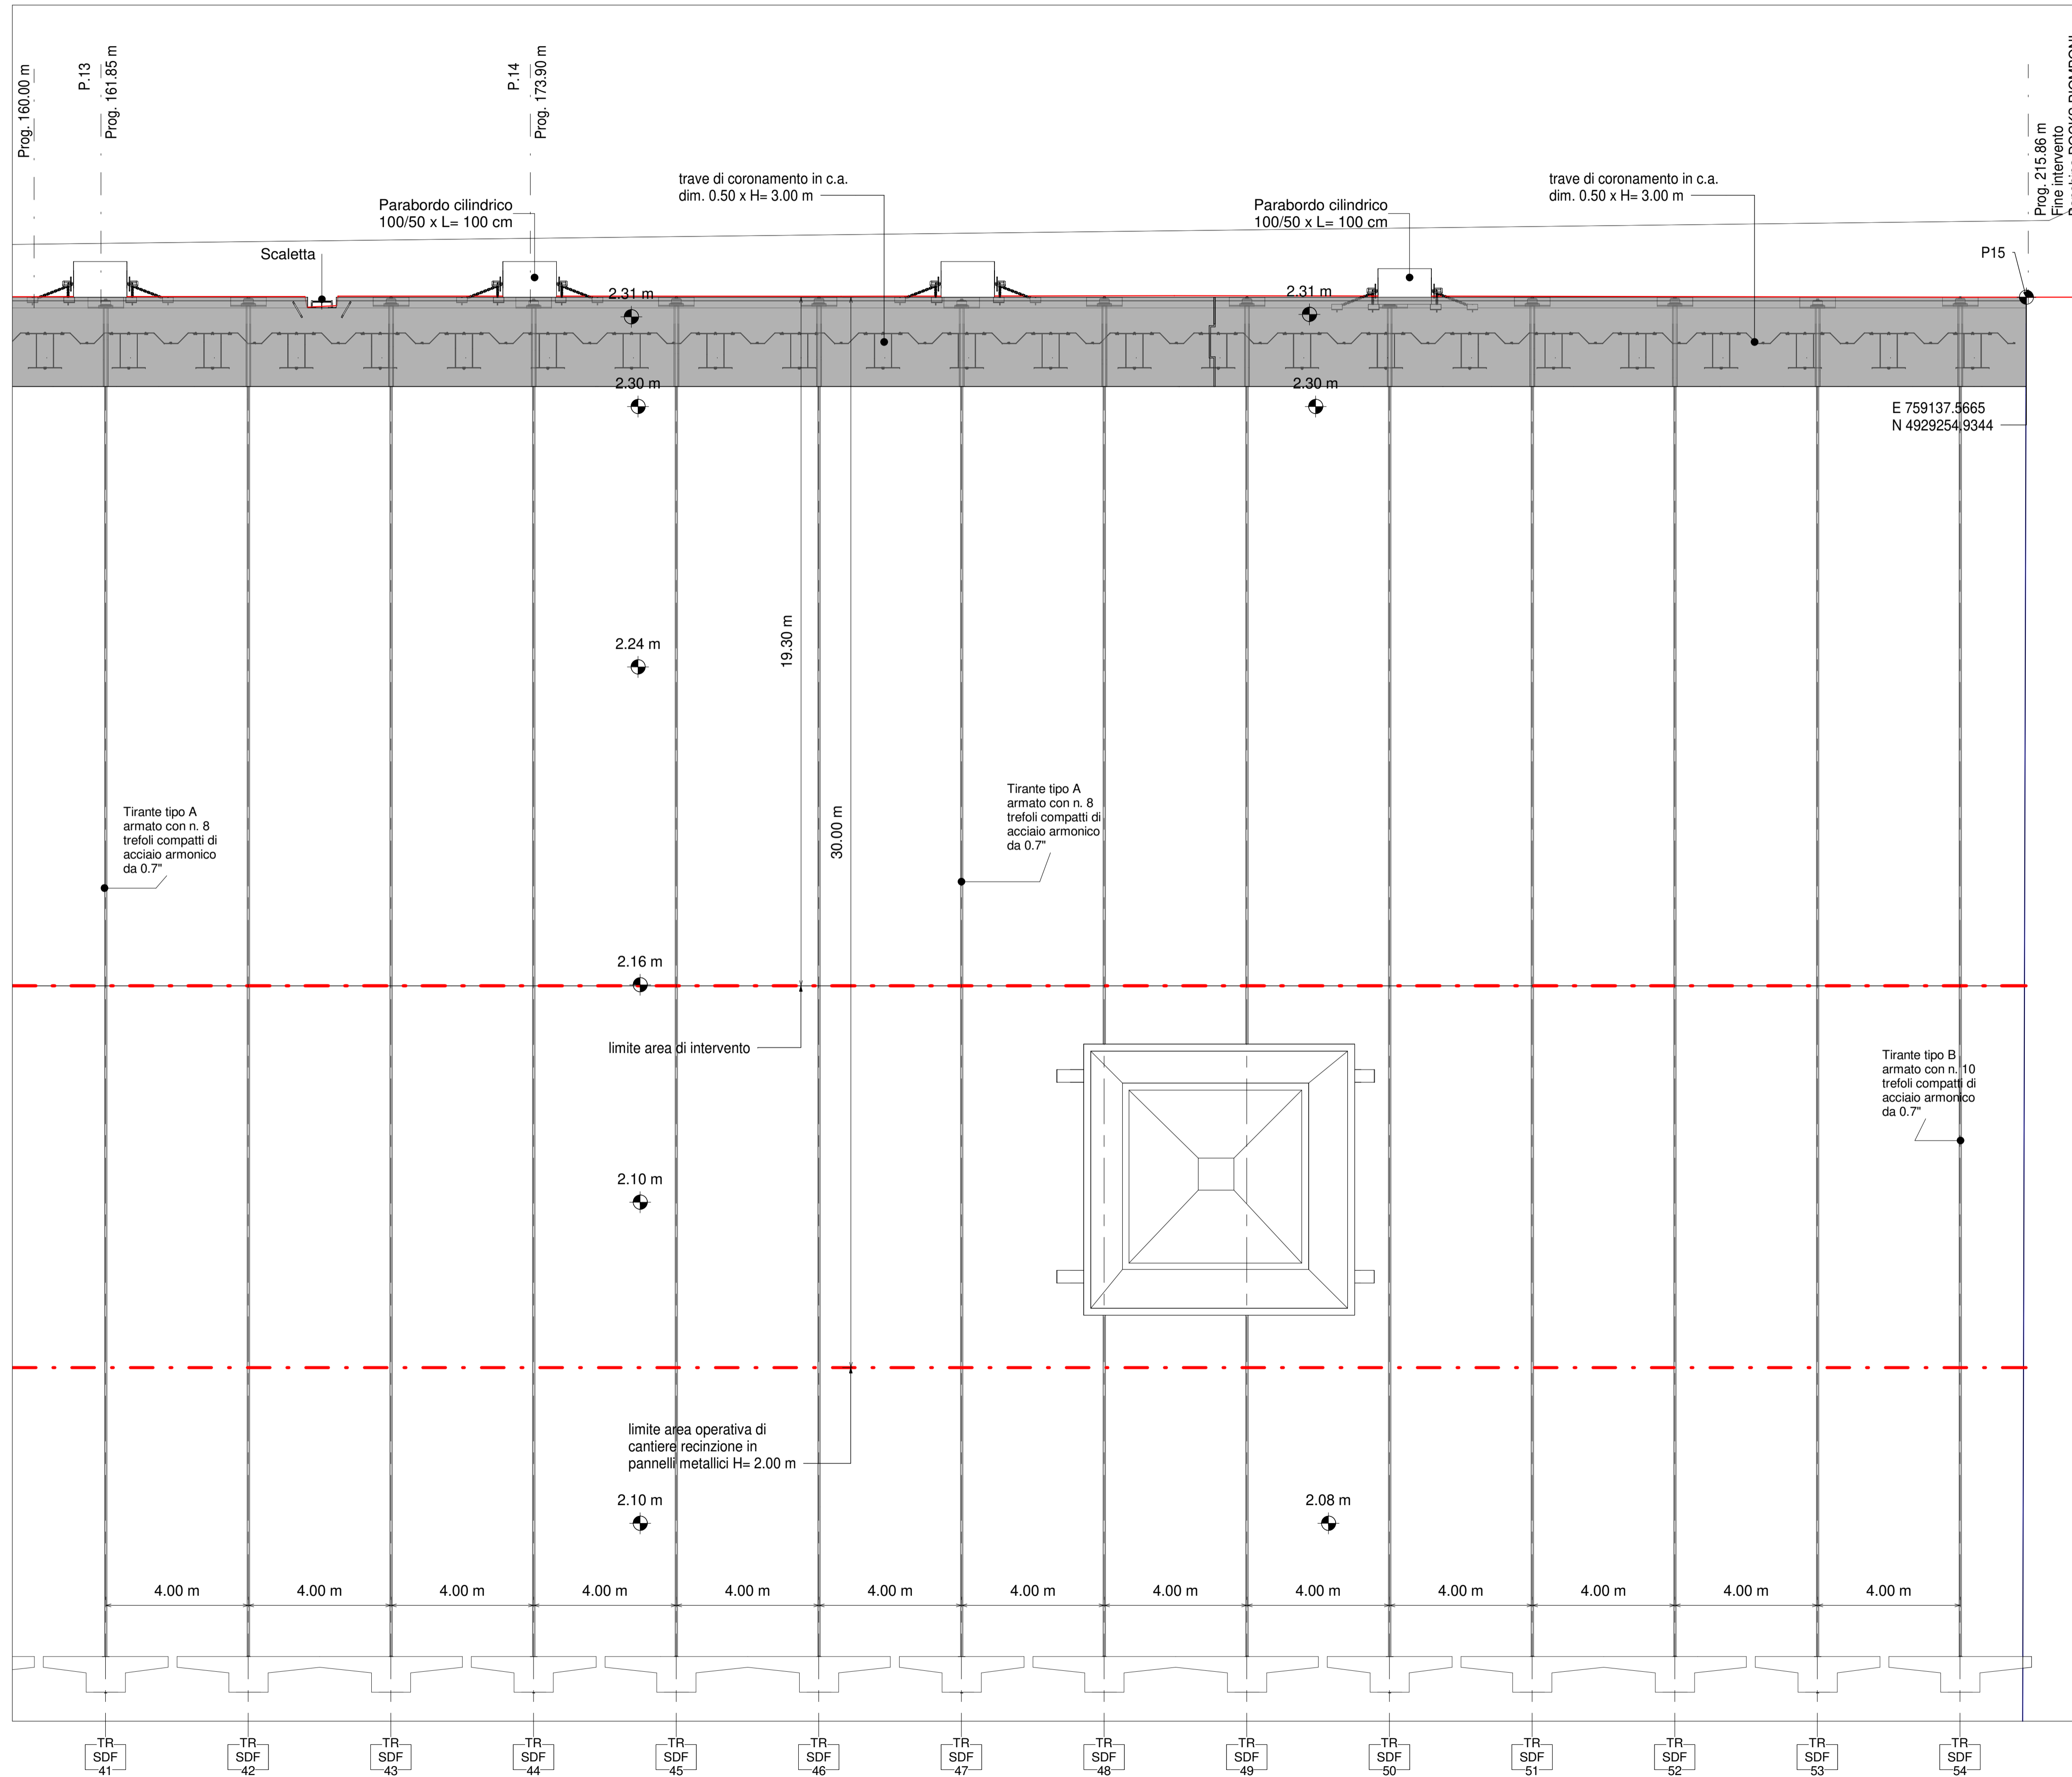 Prog. 160.00 m
P.13
Prog. 161.85 m
P.14
Prog. 173.90 m
Prog. 215.86 m
Fine intervento
trave di coronamento in c.a.
dim. 0.50 x H= 3.00 m
trave di coronamento in c.a.
dim. 0.50 x H= 3.00 m
Parabordo cilindrico
100/50 x L= 100 cm
Parabordo cilindrico
100/50 x L= 100 cm
Scaletta
P15
2.31 m
2.31 m
2.30 m
2.30 m
E 759137.5665
N 4929254.9344
2.24 m
19.30 m
30.00 m
Tirante tipo A
armato con n. 8
trefoli compatti di
acciaio armonico
da 0.7"
Tirante tipo A
armato con n. 8
trefoli compatti di
acciaio armonico
da 0.7"
2.16 m
limite area di intervento
Tirante tipo B
armato con n. 10
trefoli compatti di
acciaio armonico
da 0.7"
2.10 m
limite area operativa di
cantiere recinzione in
pannelli metallici H= 2.00 m
2.10 m
2.08 m
4.00 m
4.00 m
4.00 m
4.00 m
4.00 m
4.00 m
4.00 m
4.00 m
4.00 m
4.00 m
4.00 m
4.00 m
4.00 m
TR
SDF
41
TR
SDF
42
TR
SDF
43
TR
SDF
44
TR
SDF
45
TR
SDF
46
TR
SDF
47
TR
SDF
48
TR
SDF
49
TR
SDF
50
TR
SDF
51
TR
SDF
52
TR
SDF
53
TR
SDF
54